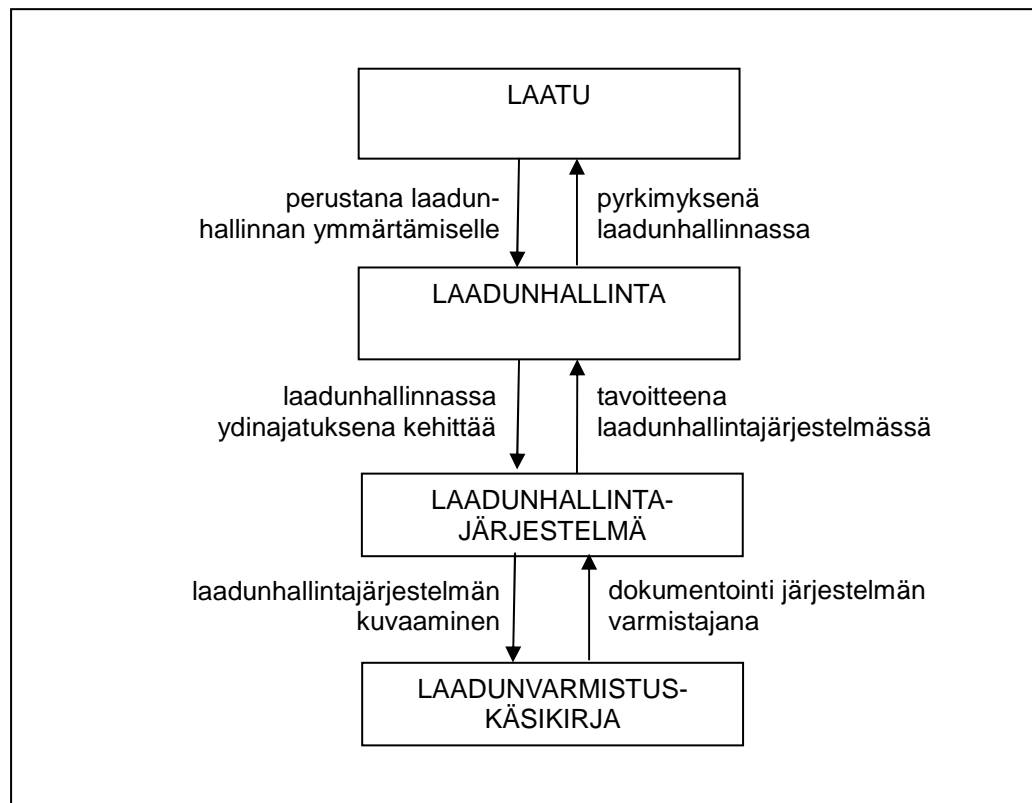 LAATU
perustana laadun-
hallinnan ymmärtämiselle
pyrkimyksenä
laadunhallinnassa
LAADUNHALLINTA
laadunhallinnassa
ydinajatuksena kehittää
tavoitteena
laadunhallintajärjestelmässä
LAADUNHALLINTA-
JÄRJESTELMÄ
laadunhallintajärjestelmän
kuvaaminen
dokumentointi järjestelmän
varmistajana
LAADUNVARMISTUS-
KÄSIKIRJA